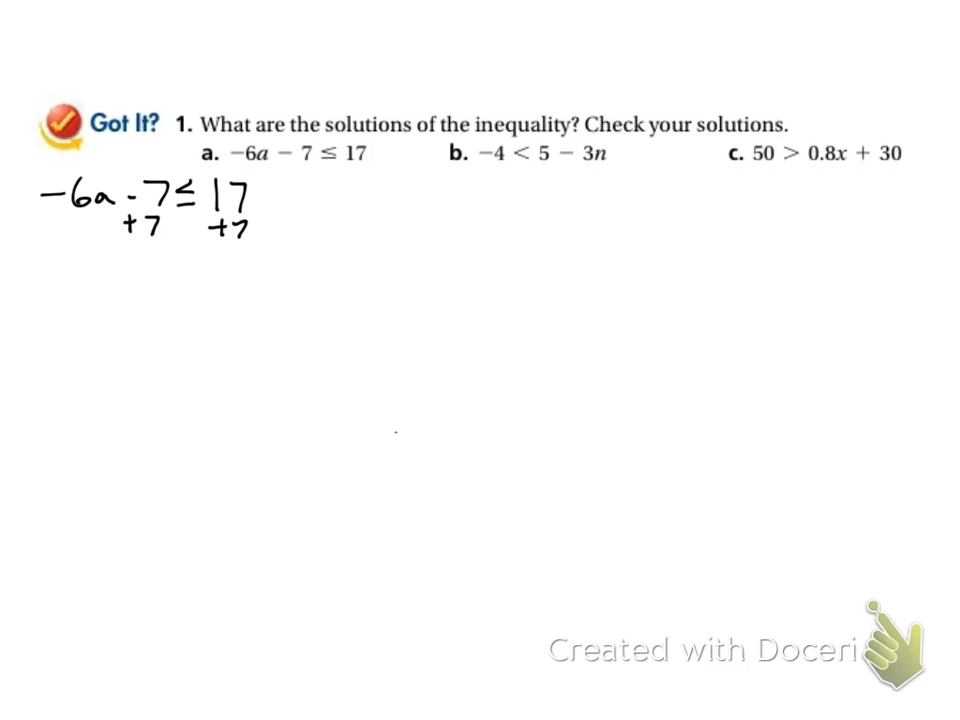 Got It? 1. What are the solutions of the inequality? Check your solutions.
a. −6a − 7 ≤ 17 b. −4 < 5 − 3n c. 50 > 0.8x + 30
−6a - 7 ≤ 17
+7 +7
Created with Doceri